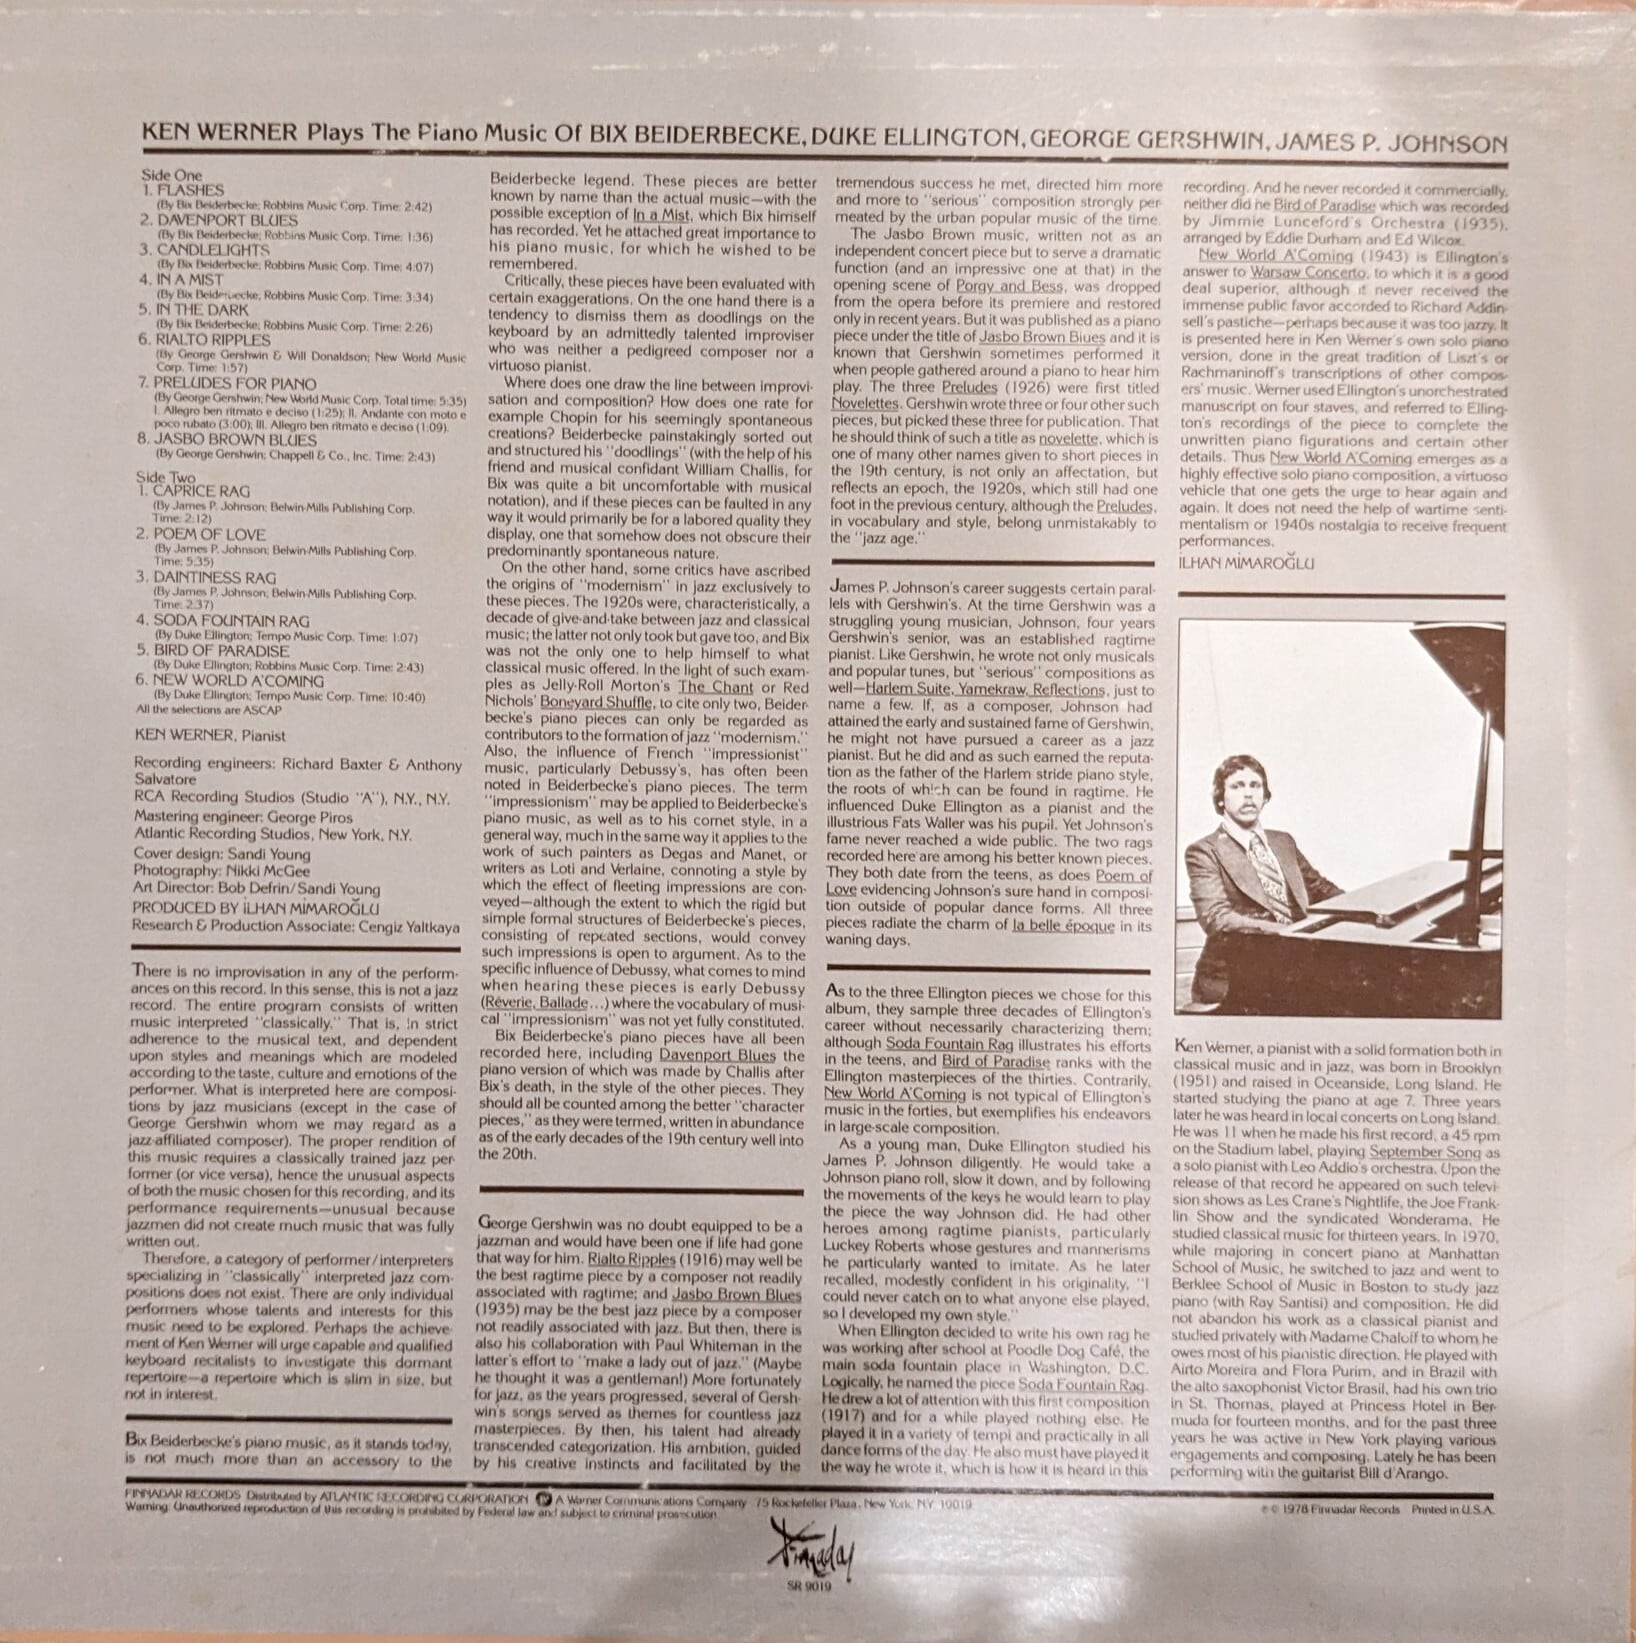 KEN WERNER Plays The Piano Music Of BIX BEIDERBECKE, DUKE ELLINGTON, GEORGE GERSHWIN, JAMES P. JOHNSON
Side One
1. FLASHES
(By Bix Beiderbecke; Robbins Music Corp. Time: 2:42)
2. DAVENPORT BLUES
(By Bix Beiderbecke; Robbins Music Corp. Time: 1:36)
3. CANDLELIGHTS
(By Bix Beiderbecke; Robbins Music Corp. Time: 4:07)
4. IN A MIST
(By Bix Beiderbecke, Robbins Music Corp. Time: 3:34)
5. IN THE DARK
(By Bix Beiderbecke; Robbins Music Corp. Time: 2:26)
6. RIALTO RIPPLES
(By George Gershwin & Will Donaldson; New World Music
Corp. Time: 1:57)
7. PRELUDES FOR PIANO
(By George Gershwin; New World Music Corp. Total time: 5:35)
I. Allegro ben ritmato e deciso (1:25); II. Andante con moto e
poco rubato (3:00); III. Allegro ben ritmato e deciso (1:09).
8. JASBO BROWN BLUES
(By George Gershwin; Chappell & Co., Inc. Time: 2:43)
Side Two
1. CAPRICE RAG
(By James P. Johnson; Belwin-Mills Publishing Corp.
Time: 2:12)
2. POEM OF LOVE
(By James P. Johnson; Belwin-Mills Publishing Corp.
Time: 5:35)
3. DAINTINESS RAG
(By James P. Johnson; Belwin-Mills Publishing Corp.
Time: 2:37)
4. SODA FOUNTAIN RAG
(By Duke Ellington; Tempo Music Corp. Time: 1:07)
5. BIRD OF PARADISE
(By Duke Ellington; Robbins Music Corp. Time: 2:43)
6. NEW WORLD A'COMING
(By Duke Ellington; Tempo Music Corp. Time: 10:40)
All the selections are ASCAP
KEN WERNER, Pianist
Recording engineers: Richard Baxter & Anthony
Salvatore
RCA Recording Studios (Studio "A"), N.Y., N.Y.
Mastering engineer: George Piros
Atlantic Recording Studios, New York, N.Y.
Cover design: Sandi Young
Photography: Nikki McGee
Art Director: Bob Defrin/Sandi Young
PRODUCED BY İLHAN MİMAROĞLU
Research & Production Associate: Cengiz Yaltkaya
There is no improvisation in any of the perform-
ances on this record. In this sense, this is not a jazz
record. The entire program consists of written
music interpreted "classically." That is, in strict
adherence to the musical text, and dependent
upon styles and meanings which are modeled
according to the taste, culture and emotions of the
performer. What is interpreted here are composi-
tions by jazz musicians (except in the case of
George Gershwin whom we may regard as a
jazz-affiliated composer). The proper rendition of
this music requires a classically trained jazz per-
former (or vice versa), hence the unusual aspects
of both the music chosen for this recording, and its
performance requirements—unusual because
jazzmen did not create much music that was fully
written out.
Therefore, a category of performer/interpreters
specializing in "classically" interpreted jazz com-
positions does not exist. There are only individual
performers whose talents and interests for this
music need to be explored. Perhaps the achieve-
ment of Ken Werner will urge capable and qualified
keyboard recitalists to investigate this dormant
repertoire—a repertoire which is slim in size, but
not in interest.
Bix Beiderbecke's piano music, as it stands today,
is not much more than an accessory to the
Beiderbecke legend. These pieces are better
known by name than the actual music—with the
possible exception of In a Mist, which Bix himself
has recorded. Yet he attached great importance to
his piano music, for which he wished to be
remembered.
Critically, these pieces have been evaluated with
certain exaggerations. On the one hand there is a
tendency to dismiss them as doodlings on the
keyboard by an admittedly talented improviser
who was neither a pedigreed composer nor a
virtuoso pianist.
Where does one draw the line between improvi-
sation and composition? How does one rate for
example Chopin for his seemingly spontaneous
creations? Beiderbecke painstakingly sorted out
and structured his "doodlings" (with the help of his
friend and musical confidant William Challis, for
Bix was quite a bit uncomfortable with musical
notation), and if these pieces can be faulted in any
way it would primarily be for a labored quality they
display, one that somehow does not obscure their
predominantly spontaneous nature.
On the other hand, some critics have ascribed
the origins of "modernism" in jazz exclusively to
these pieces. The 1920s were, characteristically, a
decade of give-and-take between jazz and classical
music; the latter not only took but gave too, and Bix
was not the only one to help himself to what
classical music offered. In the light of such exam-
ples as Jelly-Roll Morton's The Chant or Red
Nichols' Boneyard Shuffle, to cite only two, Beider-
becke's piano pieces can only be regarded as
contributors to the formation of jazz "modernism."
Also, the influence of French "impressionist"
music, particularly Debussy's, has often been
noted in Beiderbecke's piano pieces. The term
"impressionism" may be applied to Beiderbecke's
piano music, as well as to his cornet style, in a
general way, much in the same way it applies to the
work of such painters as Degas and Manet, or
writers as Loti and Verlaine, connoting a style by
which the effect of fleeting impressions are con-
veyed—although the extent to which the rigid but
simple formal structures of Beiderbecke's pieces,
consisting of repeated sections, would convey
such impressions is open to argument. As to the
specific influence of Debussy, what comes to mind
when hearing these pieces is early Debussy
(Rêverie, Ballade...) where the vocabulary of musi-
cal "impressionism" was not yet fully constituted.
Bix Beiderbecke's piano pieces have all been
recorded here, including Davenport Blues the
piano version of which was made by Challis after
Bix's death, in the style of the other pieces. They
should all be counted among the better "character
pieces," as they were termed, written in abundance
as of the early decades of the 19th century well into
the 20th.
George Gershwin was no doubt equipped to be a
jazzman and would have been one if life had gone
that way for him. Rialto Ripples (1916) may well be
the best ragtime piece by a composer not readily
associated with ragtime; and Jasbo Brown Blues
(1935) may be the best jazz piece by a composer
not readily associated with jazz. But then, there is
also his collaboration with Paul Whiteman in the
latter's effort to "make a lady out of jazz." (Maybe
he thought it was a gentleman!) More fortunately
for jazz, as the years progressed, several of Gersh-
win's songs served as themes for countless jazz
masterpieces. By then, his talent had already
transcended categorization. His ambition, guided
by his creative instincts and facilitated by the
tremendous success he met, directed him more
and more to "serious" composition strongly per-
meated by the urban popular music of the time.
The Jasbo Brown music, written not as an
independent concert piece but to serve a dramatic
function (and an impressive one at that) in the
opening scene of Porgy and Bess, was dropped
from the opera before its premiere and restored
only in recent years. But it was published as a piano
piece under the title of Jasbo Brown Blues and it is
known that Gershwin sometimes performed it
when people gathered around a piano to hear him
play. The three Preludes (1926) were first titled
Novelettes. Gershwin wrote three or four other such
pieces, but picked these three for publication. That
he should think of such a title as novelette, which is
one of many other names given to short pieces in
the 19th century, is not only an affectation, but
reflects an epoch, the 1920s, which still had one
foot in the previous century, although the Preludes,
in vocabulary and style, belong unmistakably to
the "jazz age."
James P. Johnson's career suggests certain paral-
lels with Gershwin's. At the time Gershwin was a
struggling young musician, Johnson, four years
Gershwin's senior, was an established ragtime
pianist. Like Gershwin, he wrote not only musicals
and popular tunes, but "serious" compositions as
well—Harlem Suite, Yamekraw, Reflections, just to
name a few. If, as a composer, Johnson had
attained the early and sustained fame of Gershwin,
he might not have pursued a career as a jazz
pianist. But he did and as such earned the reputa-
tion as the father of the Harlem stride piano style,
the roots of which can be found in ragtime. He
influenced Duke Ellington as a pianist and the
illustrious Fats Waller was his pupil. Yet Johnson's
fame never reached a wide public. The two rags
recorded here are among his better known pieces.
They both date from the teens, as does Poem of
Love evidencing Johnson's sure hand in composi-
tion outside of popular dance forms. All three
pieces radiate the charm of la belle époque in its
waning days.
As to the three Ellington pieces we chose for this
album, they sample three decades of Ellington's
career without necessarily characterizing them;
although Soda Fountain Rag illustrates his efforts
in the teens, and Bird of Paradise ranks with the
Ellington masterpieces of the thirties. Contrarily,
New World A'Coming is not typical of Ellington's
music in the forties, but exemplifies his endeavors
in large-scale composition.
As a young man, Duke Ellington studied his
James P. Johnson diligently. He would take a
Johnson piano roll, slow it down, and by following
the movements of the keys he would learn to play
the piece the way Johnson did. He had other
heroes among ragtime pianists, particularly
Luckey Roberts whose gestures and mannerisms
he particularly wanted to imitate. As he later
recalled, modestly confident in his originality, "I
could never catch on to what anyone else played,
so I developed my own style."
When Ellington decided to write his own rag he
was working after school at Poodle Dog Café, the
main soda fountain place in Washington, D.C.
Logically, he named the piece Soda Fountain Rag.
He drew a lot of attention with this first composition
(1917) and for a while played nothing else. He
played it in a variety of tempi and practically in all
dance forms of the day. He also must have played it
the way he wrote it, which is how it is heard in this
recording. And he never recorded it commercially,
neither did he Bird of Paradise which was recorded
by Jimmie Lunceford's Orchestra (1935),
arranged by Eddie Durham and Ed Wilcox.
New World A'Coming (1943) is Ellington's
answer to Warsaw Concerto, to which it is a good
deal superior, although it never received the
immense public favor accorded to Richard Addin-
sell's pastiche—perhaps because it was too jazzy. It
is presented here in Ken Werner's own solo piano
version, done in the great tradition of Liszt's or
Rachmaninoff's transcriptions of other compos-
ers' music. Werner used Ellington's unorchestrated
manuscript on four staves, and referred to Elling-
ton's recordings of the piece to complete the
unwritten piano figurations and certain other
details. Thus New World A'Coming emerges as a
highly effective solo piano composition, a virtuoso
vehicle that one gets the urge to hear again and
again. It does not need the help of wartime senti-
mentalism or 1940s nostalgia to receive frequent
performances.
İLHAN MİMAROĞLU
Ken Werner, a pianist with a solid formation both in
classical music and in jazz, was born in Brooklyn
(1951) and raised in Oceanside, Long Island. He
started studying the piano at age 7. Three years
later he was heard in local concerts on Long Island.
He was 11 when he made his first record, a 45 rpm
on the Stadium label, playing September Song as
a solo pianist with Leo Addio's orchestra. Upon the
release of that record he appeared on such televi-
sion shows as Les Crane's Nightlife, the Joe Frank-
lin Show and the syndicated Wonderama. He
studied classical music for thirteen years. In 1970,
while majoring in concert piano at Manhattan
School of Music, he switched to jazz and went to
Berklee School of Music in Boston to study jazz
piano (with Ray Santisi) and composition. He did
not abandon his work as a classical pianist and
studied privately with Madame Chaloff to whom he
owes most of his pianistic direction. He played with
Airto Moreira and Flora Purim, and in Brazil with
the alto saxophonist Victor Brasil, had his own trio
in St. Thomas, played at Princess Hotel in Ber-
muda for fourteen months, and for the past three
years he was active in New York playing various
engagements and composing. Lately he has been
performing with the guitarist Bill d'Arango.
FINNADAR RECORDS Distributed by ATLANTIC RECORDING CORPORATION A Warner Communications Company 75 Rockefeller Plaza, New York, N.Y. 10019
℗ © 1978 Finnadar Records Printed in U.S.A.
Warning: Unauthorized reproduction of this recording is prohibited by Federal law and subject to criminal prosecution.
Finnadar
SR 9019